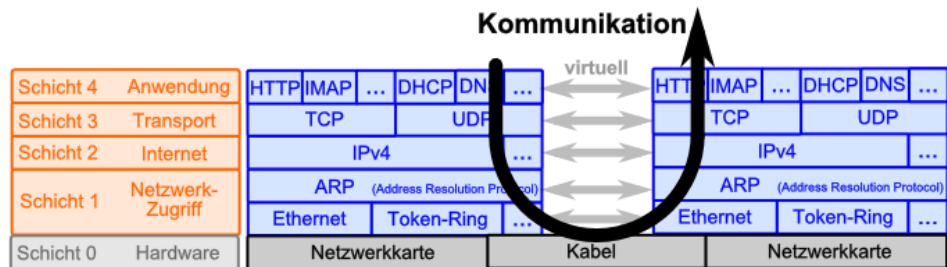 Kommunikation
virtuell
Schicht 4 Anwendung HTTP IMAP ... DHCP DNS ... HTTP IMAP ... DHCP DNS ...
Schicht 3 Transport TCP UDP TCP UDP
Schicht 2 Internet IPv4 ... IPv4 ...
Schicht 1 Netzwerk-
Zugriff
ARP (Address Resolution Protocol) ARP (Address Resolution Protocol)
Ethernet Token-Ring ... Ethernet Token-Ring ...
Schicht 0 Hardware Netzwerkkarte Kabel Netzwerkkarte